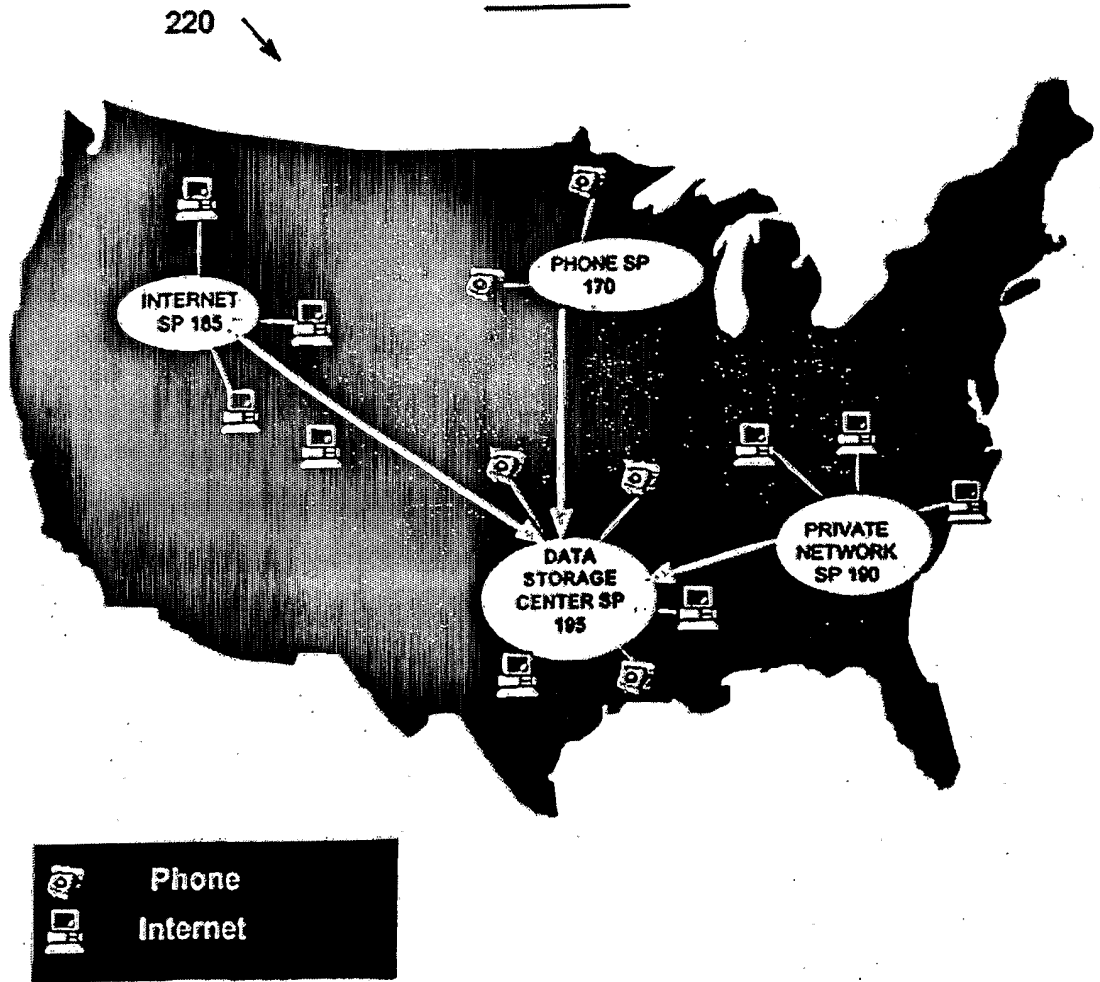 220
PHONE SP
170
INTERNET
SP 185
DATA
STORAGE
CENTER SP
195
PRIVATE
NETWORK
SP 190
Phone
Internet